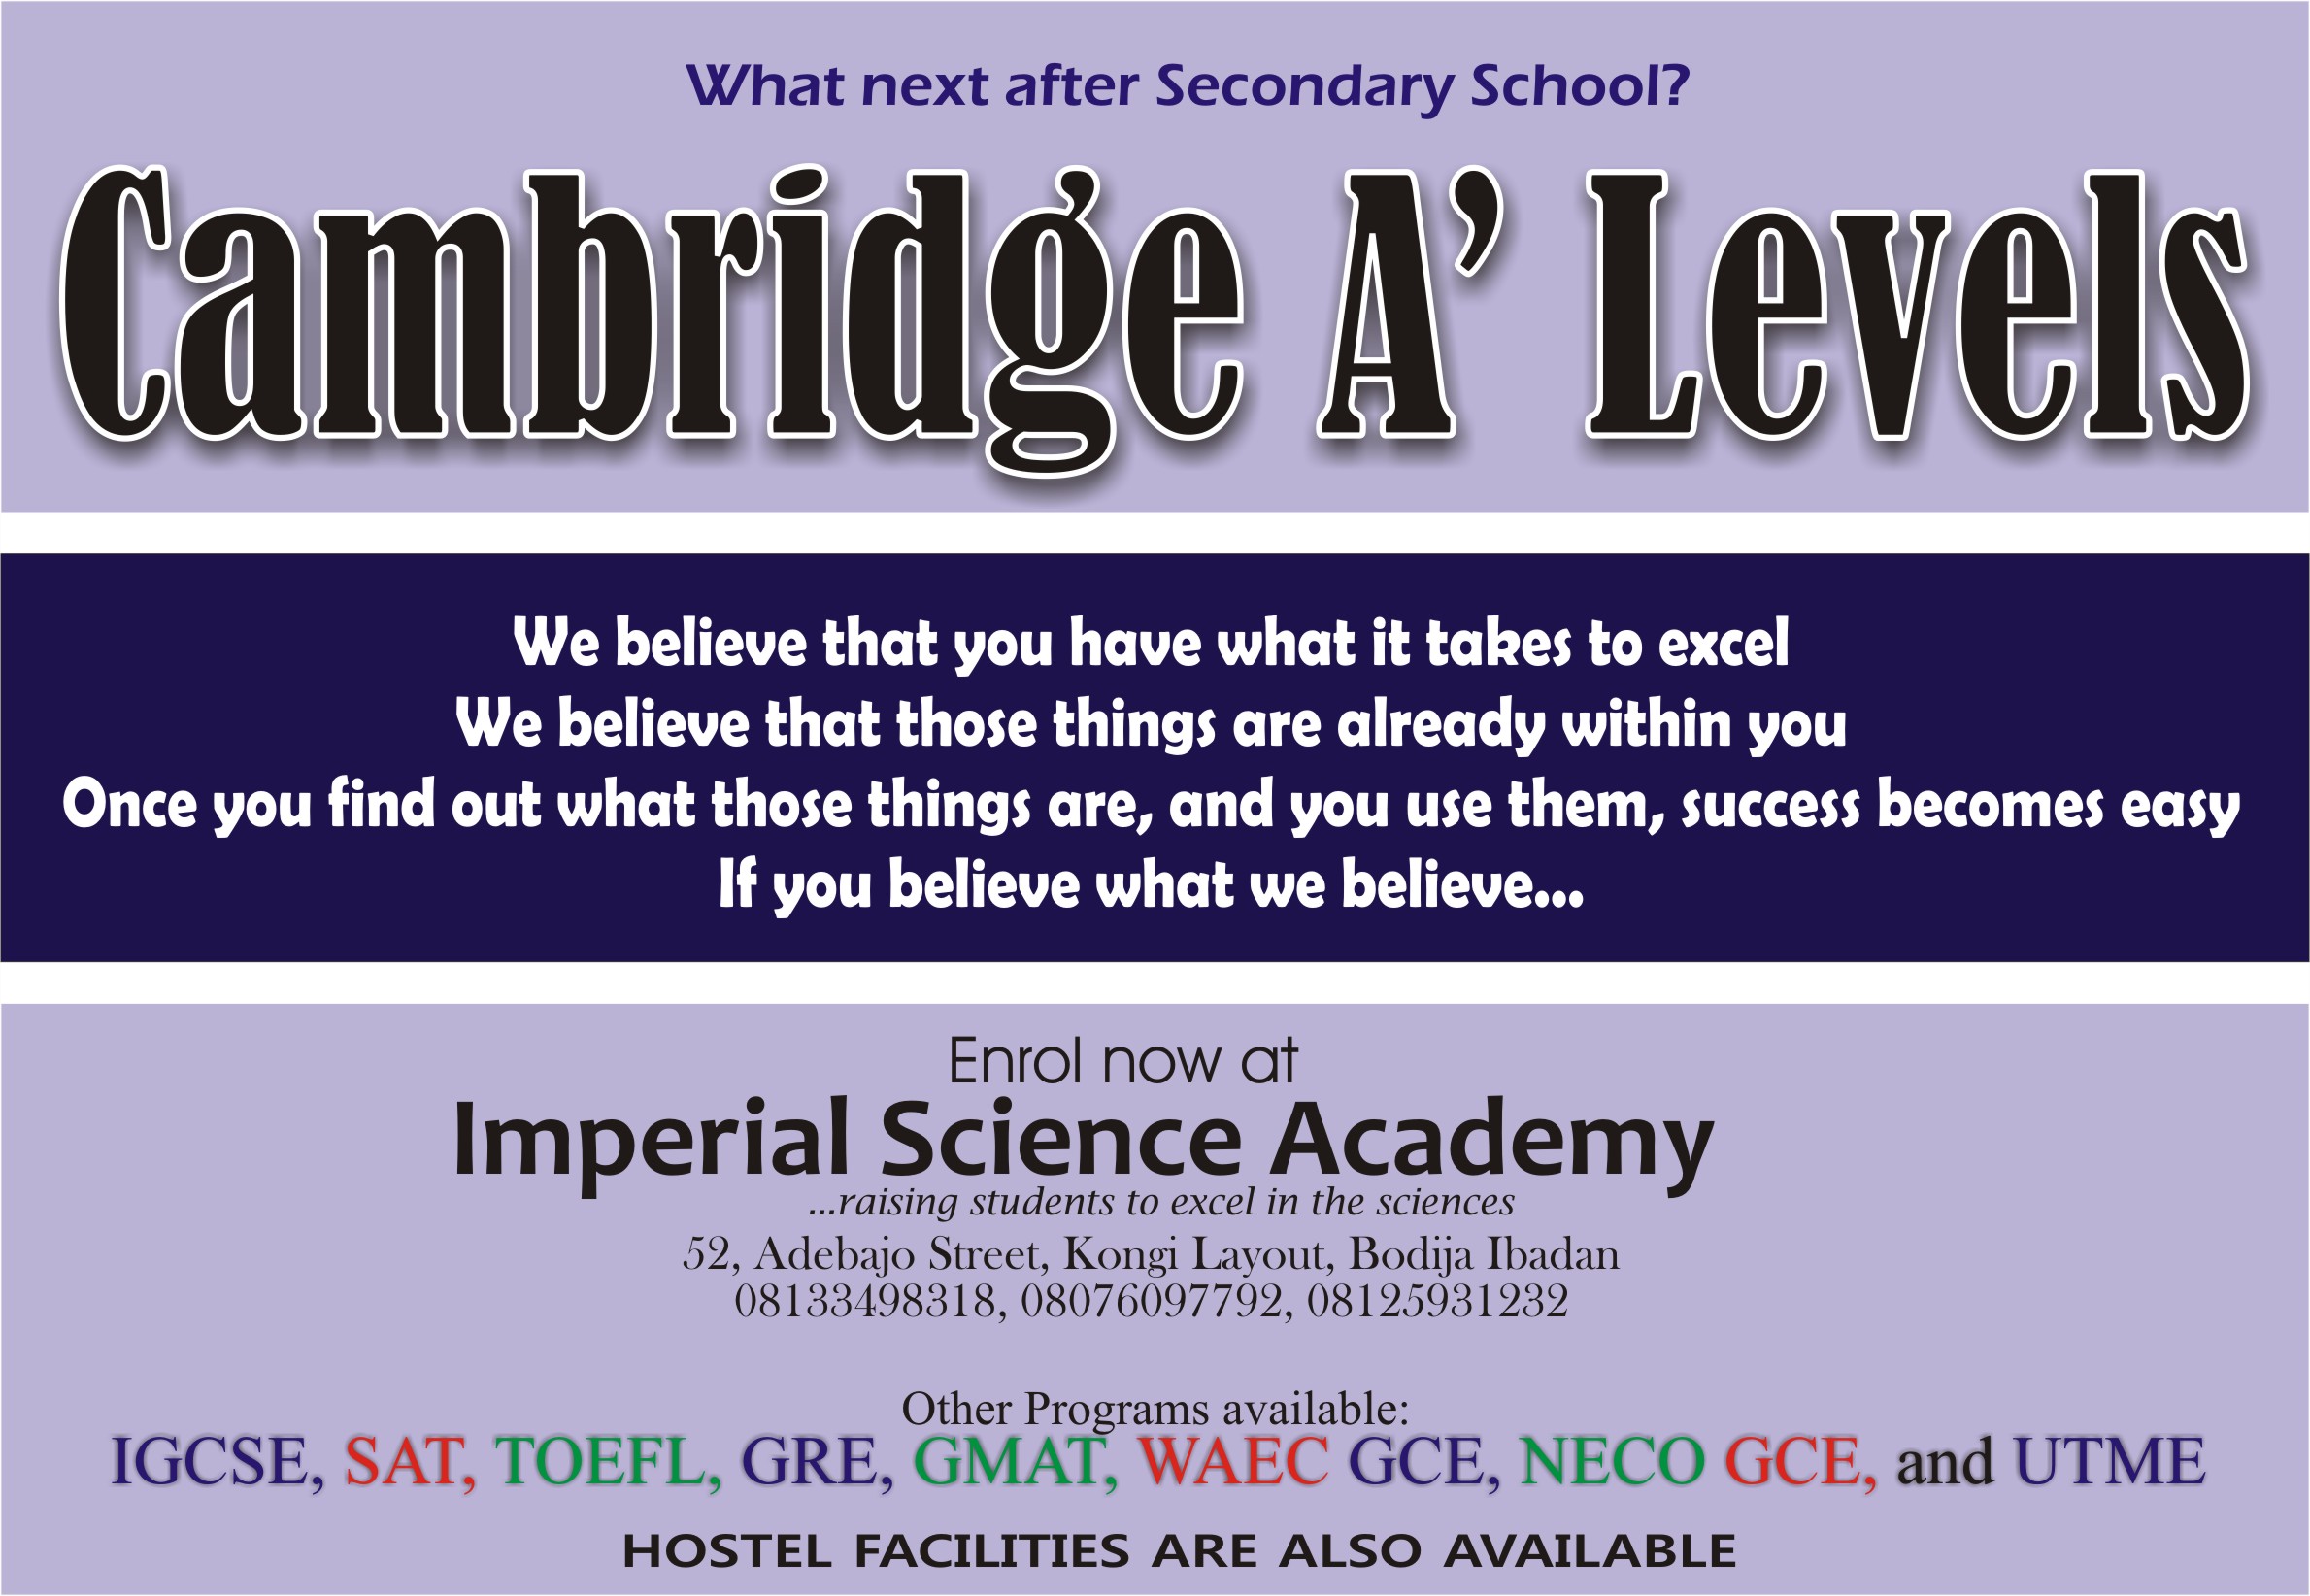 What next after Secondary School?
Cambridge A’ Levels
We believe that you have what it takes to excel
We believe that those things are already within you
Once you find out what those things are, and you use them, success becomes easy
If you believe what we believe...
Enrol now at
Imperial Science Academy
...raising students to excel in the sciences
52, Adebajo Street, Kongi Layout, Bodija Ibadan
08133498318, 08076097792, 08125931232
Other Programs available:
IGCSE, SAT, TOEFL, GRE, GMAT, WAEC GCE, NECO GCE, and UTME
HOSTEL FACILITIES ARE ALSO AVAILABLE